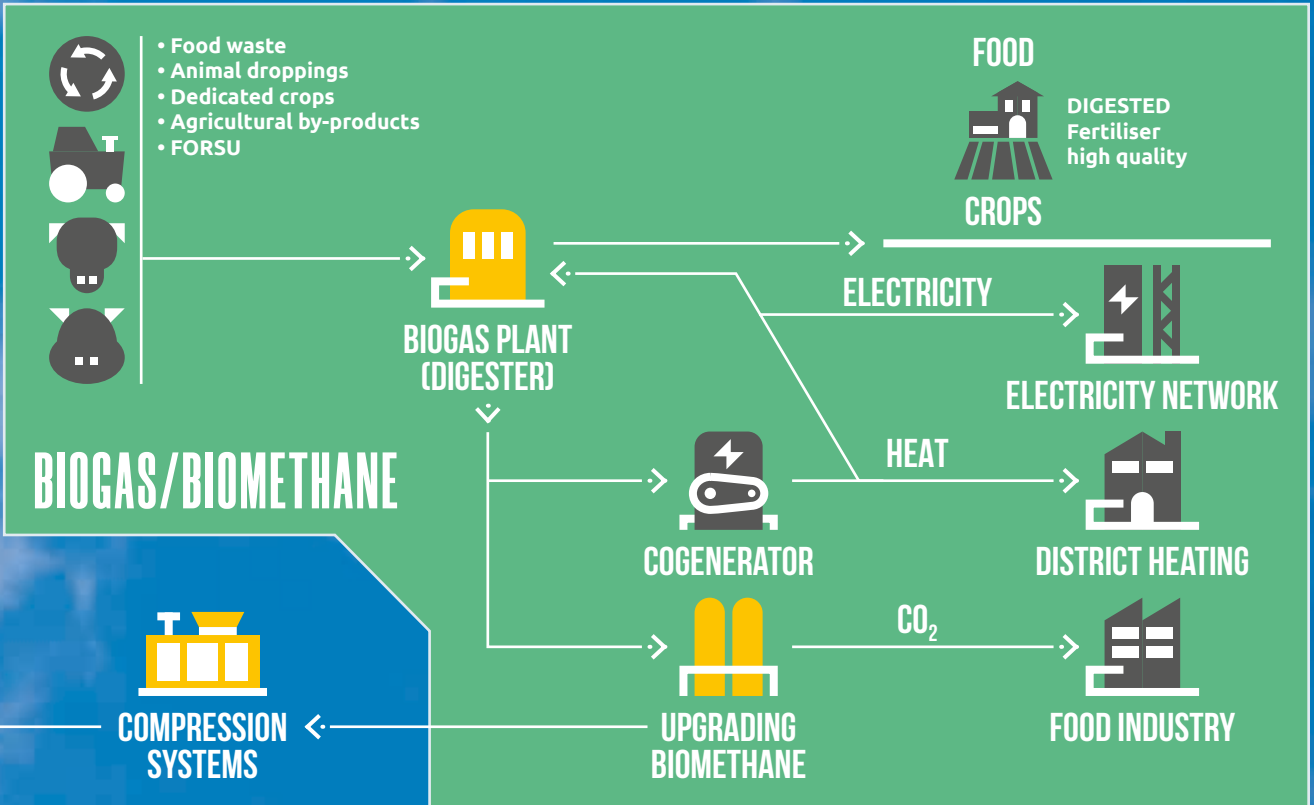 • Food waste
• Animal droppings
• Dedicated crops
• Agricultural by-products
• FORSU
FOOD
DIGESTED
Fertiliser
high quality
CROPS
BIOGAS PLANT
(DIGESTER)
ELECTRICITY
ELECTRICITY NETWORK
BIOGAS/BIOMETHANE
HEAT
COGENERATOR
DISTRICT HEATING
CO₂
COMPRESSION
SYSTEMS
UPGRADING
BIOMETHANE
FOOD INDUSTRY